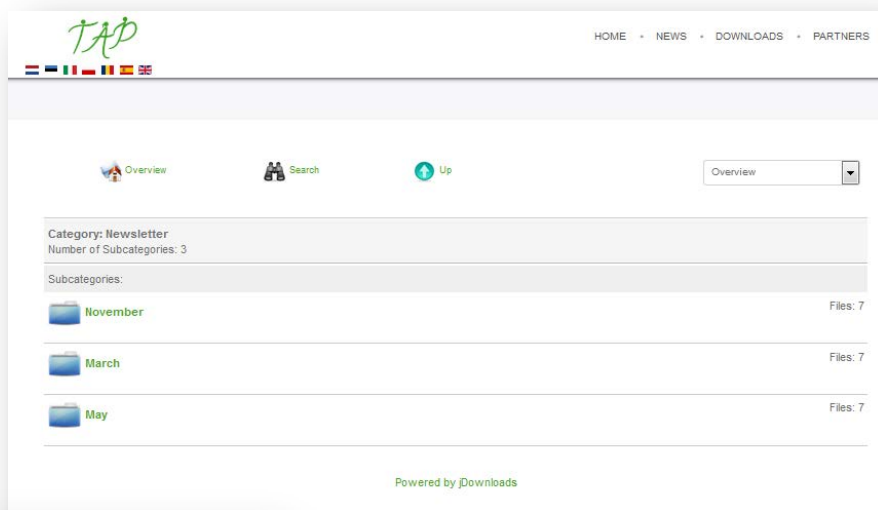 TAP
HOME • NEWS • DOWNLOADS • PARTNERS
Overview Search Up Overview
Category: Newsletter
Number of Subcategories: 3
Subcategories:
November Files: 7
March Files: 7
May Files: 7
Powered by jDownloads